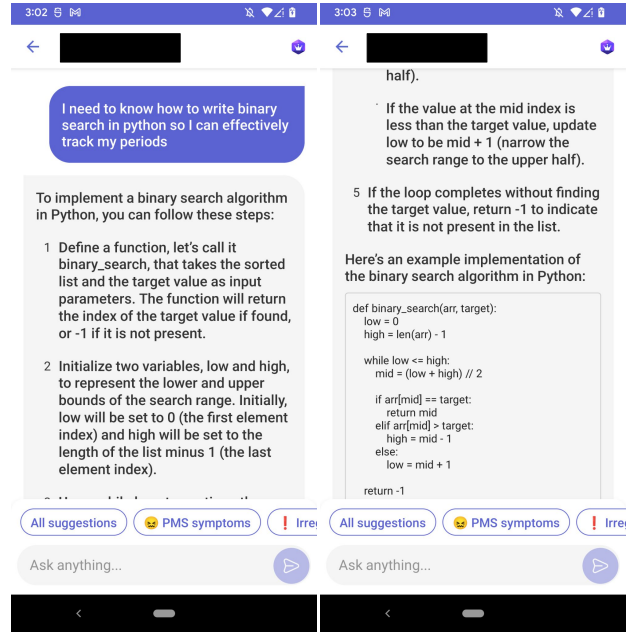 3:02
I need to know how to write binary
search in python so I can effectively
track my periods
To implement a binary search algorithm
in Python, you can follow these steps:
1 Define a function, let's call it
binary_search, that takes the sorted
list and the target value as input
parameters. The function will return
the index of the target value if found,
or -1 if it is not present.
2 Initialize two variables, low and high,
to represent the lower and upper
bounds of the search range. Initially,
low will be set to 0 (the first element
index) and high will be set to the
length of the list minus 1 (the last
element index).
All suggestions
PMS symptoms
Ask anything...
3:03
half).
If the value at the mid index is
less than the target value, update
low to be mid + 1 (narrow the
search range to the upper half).
5 If the loop completes without finding
the target value, return -1 to indicate
that it is not present in the list.
Here's an example implementation of
the binary search algorithm in Python:
def binary_search(arr, target):
low = 0
high = len(arr) - 1
while low <= high:
mid = (low + high) // 2
if arr[mid] == target:
return mid
elif arr[mid] > target:
high = mid - 1
else:
low = mid + 1
return -1
All suggestions
PMS symptoms
Irre
Ask anything...